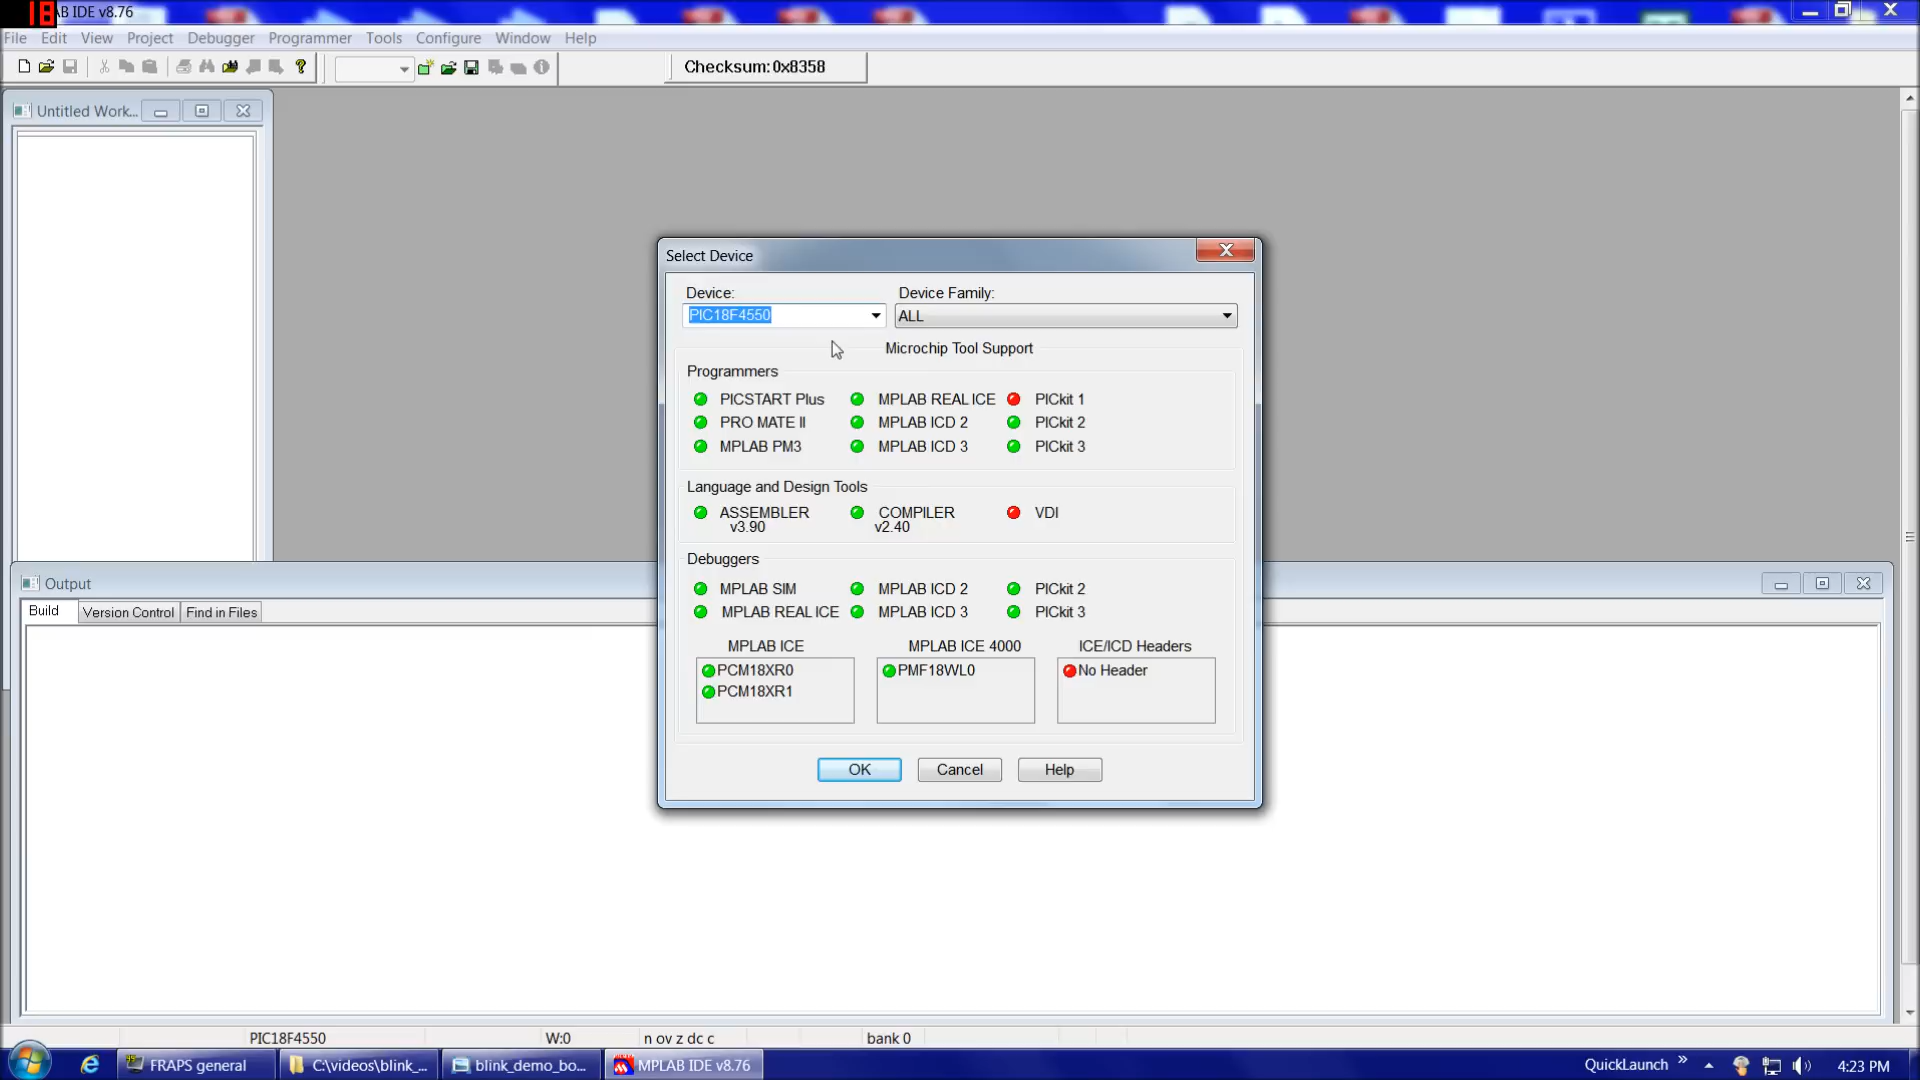 18 AB IDE v8.76
File Edit View Project Debugger Programmer Tools Configure Window Help
Checksum: 0x8358
Untitled Work...
Select Device
Device: Device Family:
PIC18F4550 ALL
Microchip Tool Support
Programmers
PICSTART Plus MPLAB REAL ICE PICkit 1
PRO MATE II MPLAB ICD 2 PICkit 2
MPLAB PM3 MPLAB ICD 3 PICkit 3
Language and Design Tools
ASSEMBLER COMPILER VDI
v3.90 v2.40
Debuggers
MPLAB SIM MPLAB ICD 2 PICkit 2
MPLAB REAL ICE MPLAB ICD 3 PICkit 3
MPLAB ICE MPLAB ICE 4000 ICE/ICD Headers
PCM18XR0 PMF18WL0 No Header
PCM18XR1
OK Cancel Help
Output
Build Version Control Find in Files
PIC18F4550 W:0 n ov z dc c bank 0
FRAPS general C:\videos\blink_... blink_demo_bo... MPLAB IDE v8.76 QuickLaunch 4:23 PM